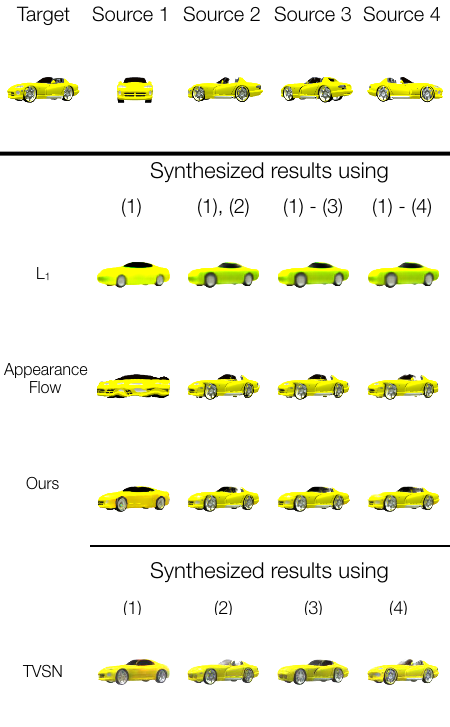 Target Source 1 Source 2 Source 3 Source 4
Synthesized results using
(1) (1), (2) (1) - (3) (1) - (4)
L₁
Appearance
Flow
Ours
Synthesized results using
(1) (2) (3) (4)
TVSN